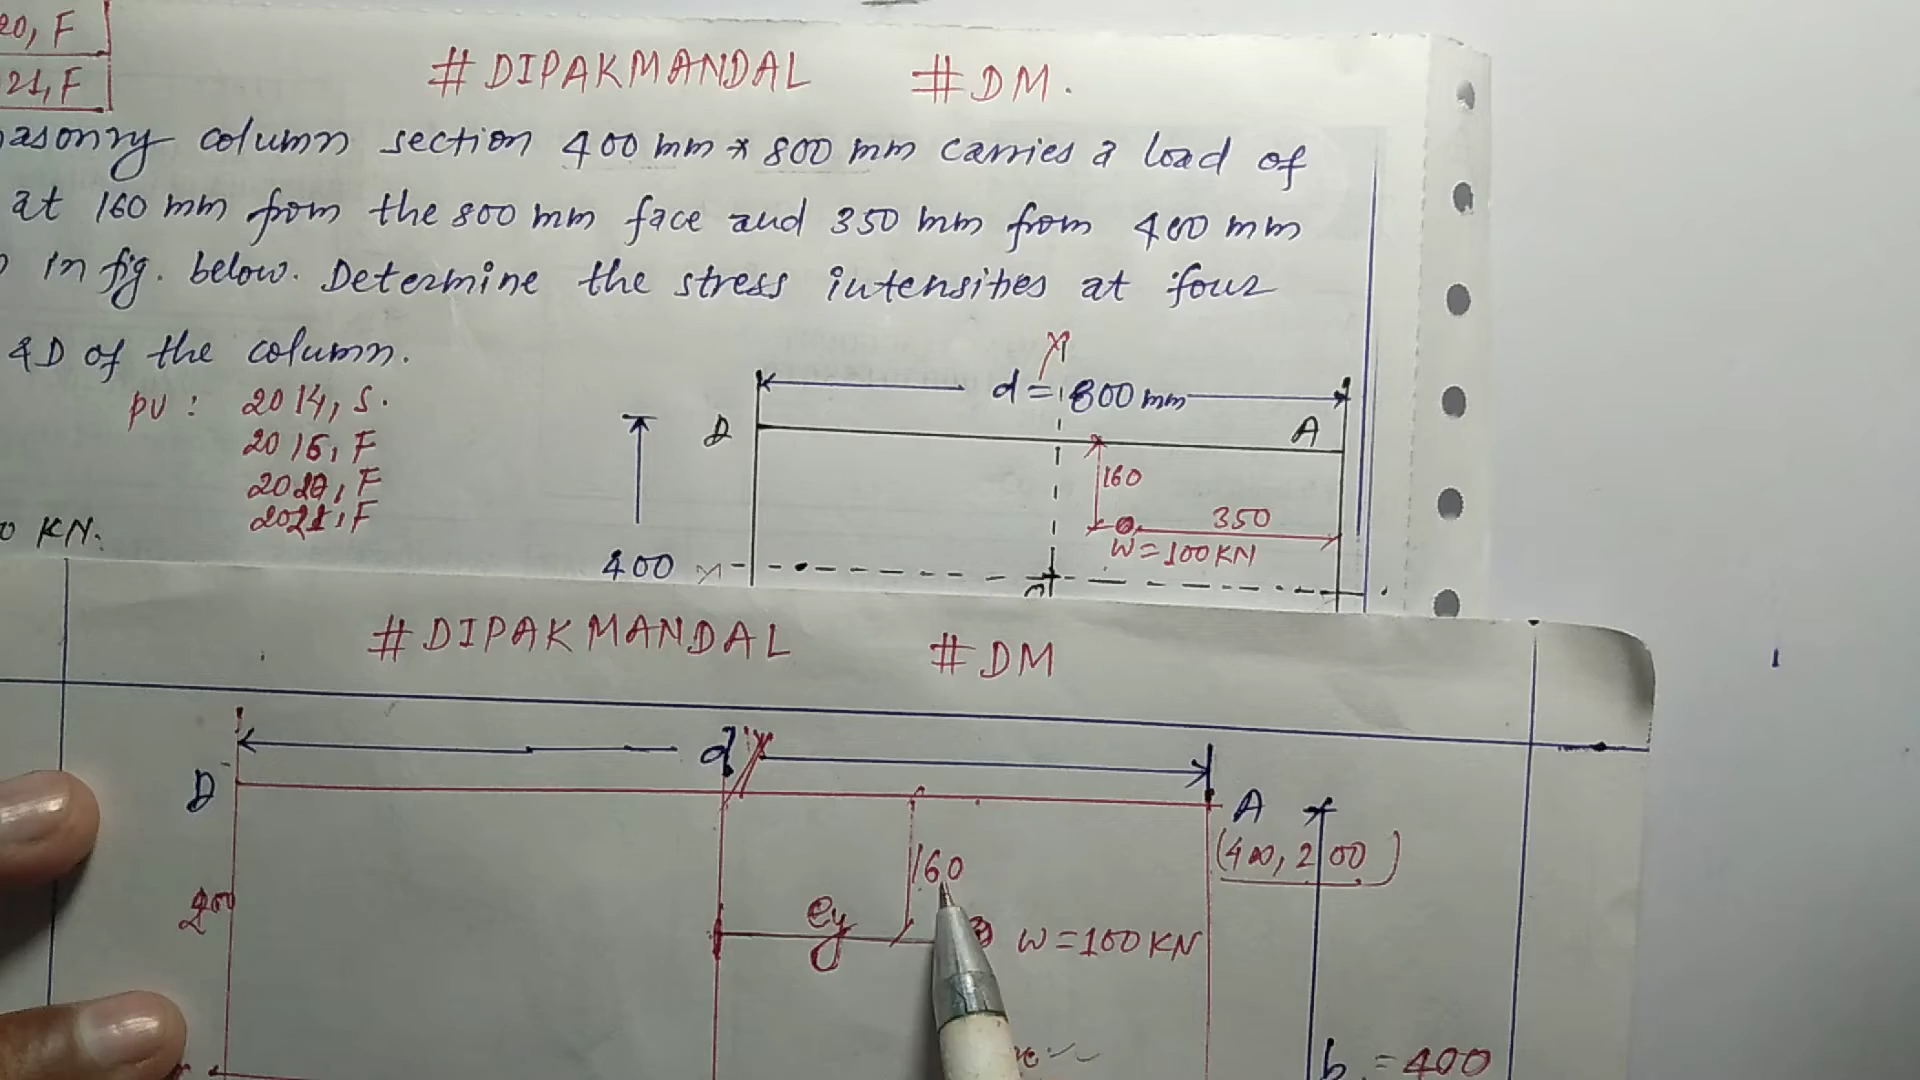 20, F
21, F
#DIPAKMANDAL #DM.
asonry column section 400 mm * 800 mm carries a load of
at 160 mm from the 800 mm face and 350 mm from 400 mm
in fig. below. Determine the stress intensities at four
& D of the column.
PU : 2014, S.
2016, F
2020, F
2021, F
0 KN.
d = 800 mm
D
A
160
350
W = 100 KN
400
#DIPAKMANDAL #DM
d
D
A
(400, 200)
160
200
ey
W = 100 KN
b = 400